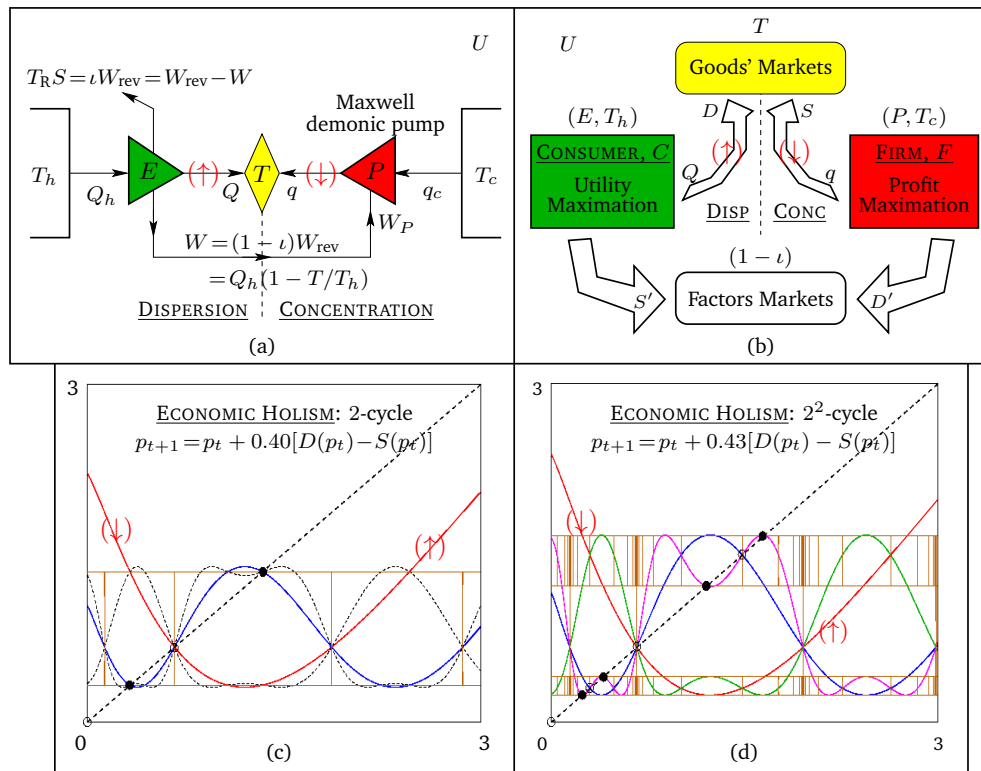 U
T_R S = ιW_rev = W_rev − W
Maxwell
demonic pump
T_h
E
(↑)
T
(↓)
P
T_c
Q_h
Q
q
q_c
W_P
W = (1 − ι)W_rev
= Q_h(1 − T/T_h)
DISPERSION
CONCENTRATION
(a)
T
U
Goods' Markets
(E, T_h)
D
S
(P, T_c)
CONSUMER, C
(↑)
(↓)
FIRM, F
Utility
Maximation
Q
q
Profit
Maximation
DISP
CONC
(1 − ι)
S′
Factors Markets
D′
(b)
3
ECONOMIC HOLISM: 2-cycle
p_{t+1} = p_t + 0.40[D(p_t) − S(p_t)]
(↓)
(↑)
0
3
(c)
3
ECONOMIC HOLISM: 2²-cycle
p_{t+1} = p_t + 0.43[D(p_t) − S(p_t)]
(↓)
(↑)
0
3
(d)